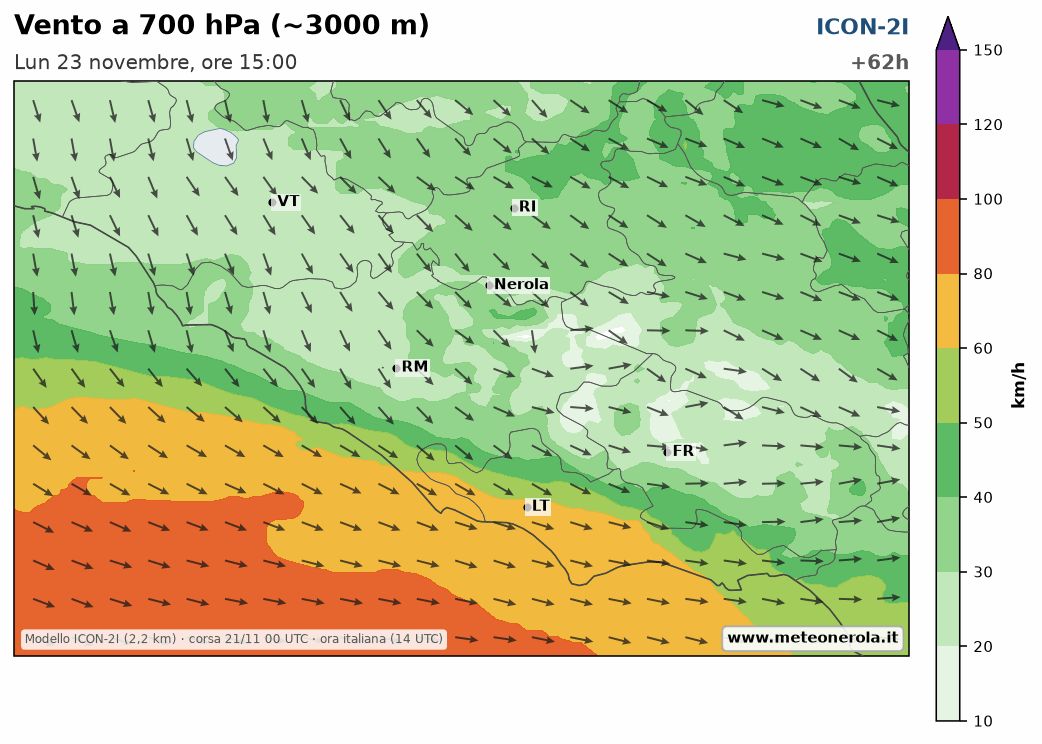 Vento a 700 hPa (~3000 m)
ICON-2I
Lun 23 novembre, ore 15:00
+62h
150
120
100
80
60
50
40
30
20
10
km/h
VT
RI
Nerola
RM
FR
LT
Modello ICON-2I (2,2 km) · corsa 21/11 00 UTC · ora italiana (14 UTC)
www.meteonerola.it